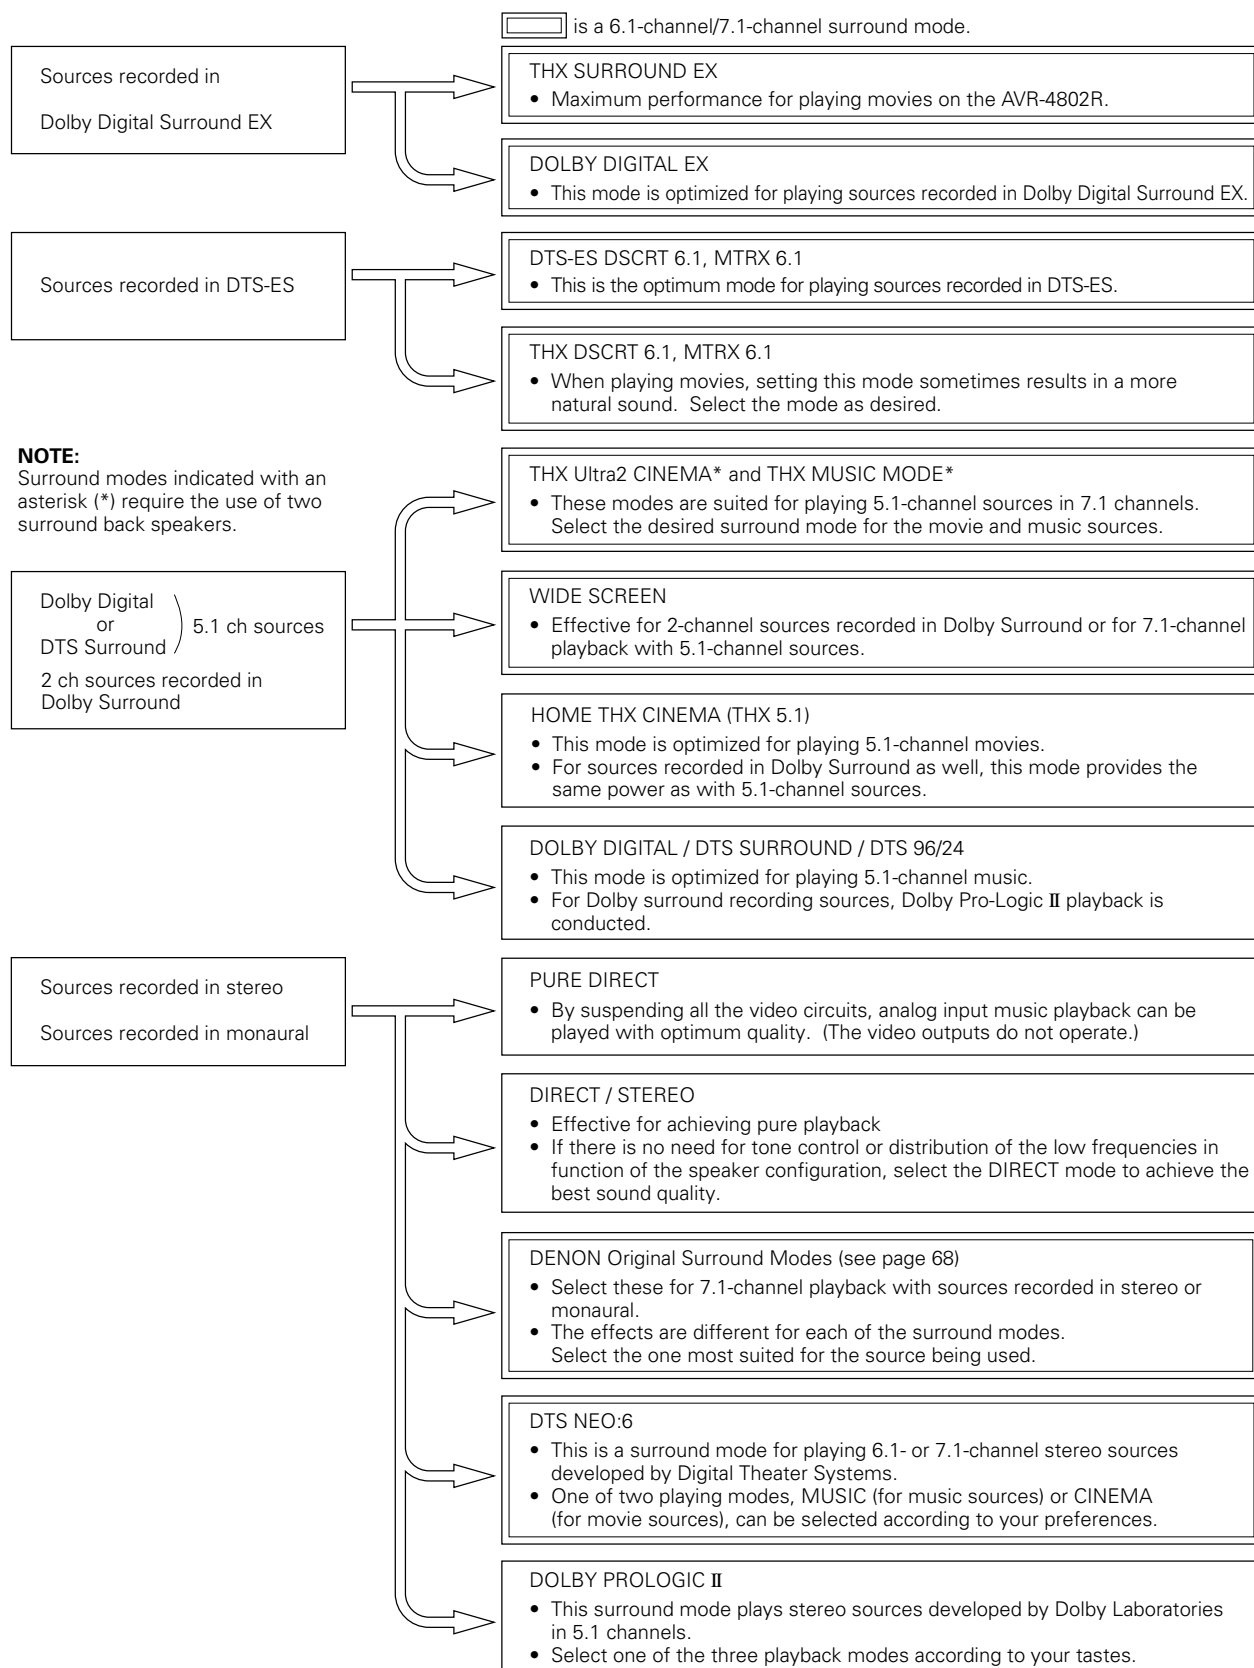 is a 6.1-channel/7.1-channel surround mode.
Sources recorded in
Dolby Digital Surround EX
THX SURROUND EX
• Maximum performance for playing movies on the AVR-4802R.
DOLBY DIGITAL EX
• This mode is optimized for playing sources recorded in Dolby Digital Surround EX.
Sources recorded in DTS-ES
DTS-ES DSCRT 6.1, MTRX 6.1
• This is the optimum mode for playing sources recorded in DTS-ES.
THX DSCRT 6.1, MTRX 6.1
• When playing movies, setting this mode sometimes results in a more
natural sound. Select the mode as desired.
NOTE:
Surround modes indicated with an
asterisk (*) require the use of two
surround back speakers.
THX Ultra2 CINEMA* and THX MUSIC MODE*
• These modes are suited for playing 5.1-channel sources in 7.1 channels.
Select the desired surround mode for the movie and music sources.
Dolby Digital
or
DTS Surround
5.1 ch sources
2 ch sources recorded in
Dolby Surround
WIDE SCREEN
• Effective for 2-channel sources recorded in Dolby Surround or for 7.1-channel
playback with 5.1-channel sources.
HOME THX CINEMA (THX 5.1)
• This mode is optimized for playing 5.1-channel movies.
• For sources recorded in Dolby Surround as well, this mode provides the
same power as with 5.1-channel sources.
DOLBY DIGITAL / DTS SURROUND / DTS 96/24
• This mode is optimized for playing 5.1-channel music.
• For Dolby surround recording sources, Dolby Pro-Logic II playback is
conducted.
Sources recorded in stereo
Sources recorded in monaural
PURE DIRECT
• By suspending all the video circuits, analog input music playback can be
played with optimum quality. (The video outputs do not operate.)
DIRECT / STEREO
• Effective for achieving pure playback
• If there is no need for tone control or distribution of the low frequencies in
function of the speaker configuration, select the DIRECT mode to achieve the
best sound quality.
DENON Original Surround Modes (see page 68)
• Select these for 7.1-channel playback with sources recorded in stereo or
monaural.
• The effects are different for each of the surround modes.
Select the one most suited for the source being used.
DTS NEO:6
• This is a surround mode for playing 6.1- or 7.1-channel stereo sources
developed by Digital Theater Systems.
• One of two playing modes, MUSIC (for music sources) or CINEMA
(for movie sources), can be selected according to your preferences.
DOLBY PROLOGIC II
• This surround mode plays stereo sources developed by Dolby Laboratories
in 5.1 channels.
• Select one of the three playback modes according to your tastes.